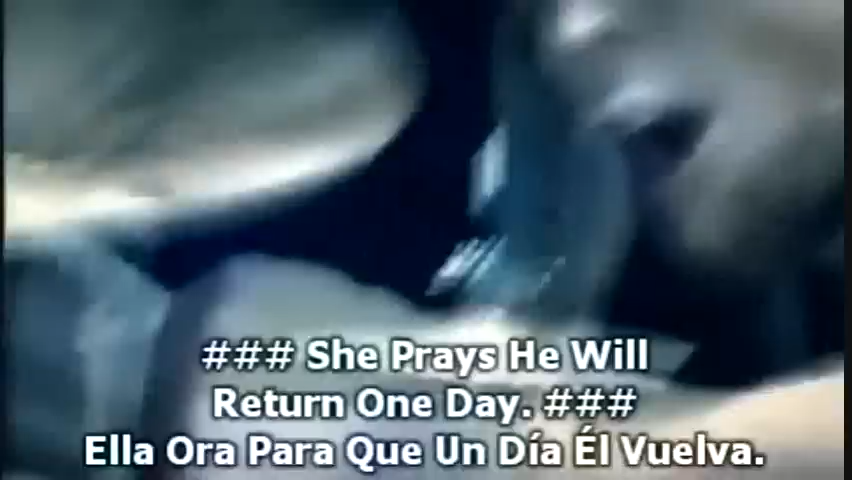 ### She Prays He Will
Return One Day. ###
Ella Ora Para Que Un Día Él Vuelva.